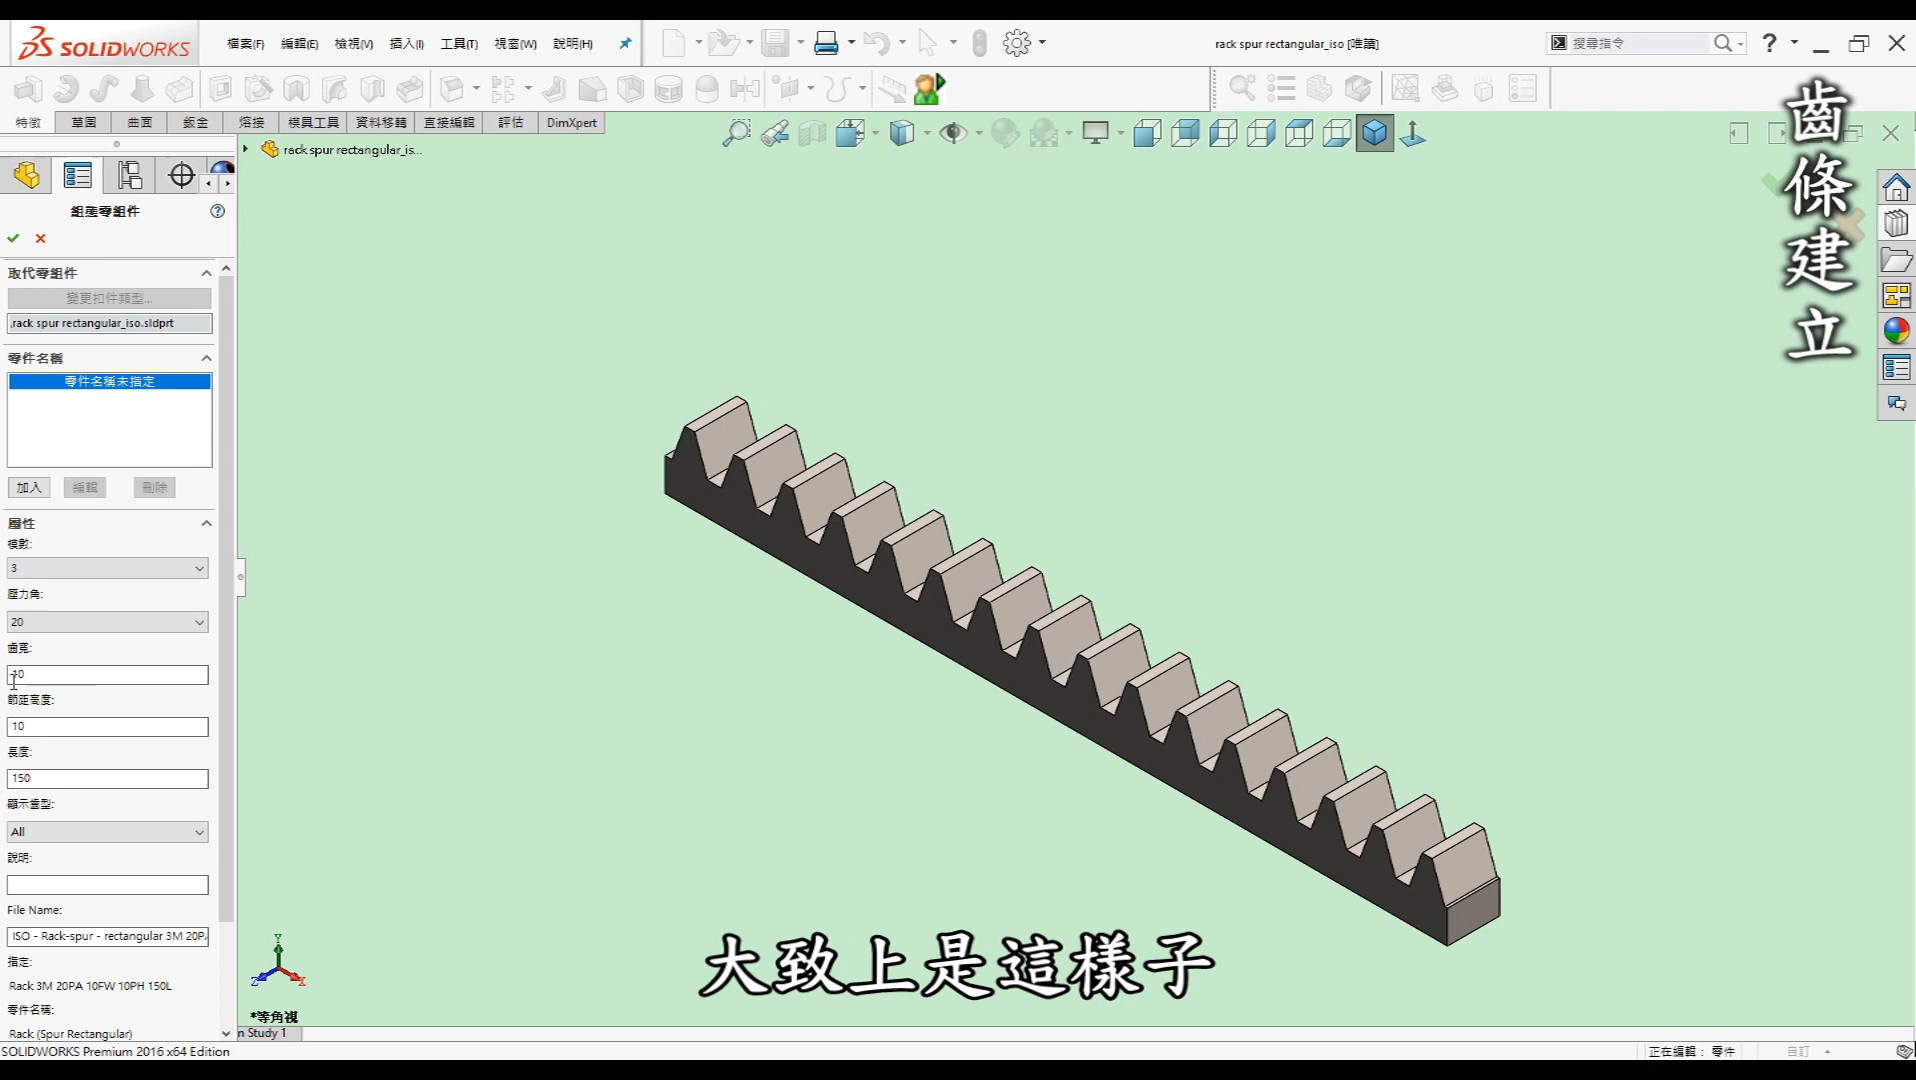 SOLIDWORKS
檔案(F) 編輯(E) 檢視(V) 插入(I) 工具(T) 視窗(W) 說明(H)
rack spur rectangular_iso [唯讀]
搜尋指令
特徵 草圖 曲面 鈑金 熔接 模具工具 資料移轉 直接編輯 評估 DimXpert
rack spur rectangular_is...
齒條建立
組態零組件
取代零組件
變更扣件類型...
rack spur rectangular_iso.sldprt
零件名稱
零件名稱未指定
加入 編輯 刪除
屬性
模數:
3
壓力角:
20
齒寬:
10
節距高度:
10
長度:
150
顯示齒型:
All
說明:
File Name:
ISO - Rack-spur - rectangular 3M 20PA
指定:
Rack 3M 20PA 10FW 10PH 150L
零件名稱:
Rack (Spur Rectangular)
Y
X
Z
*等角視
n Study 1
大致上是這樣子
SOLIDWORKS Premium 2016 x64 Edition
正在編輯: 零件
自訂